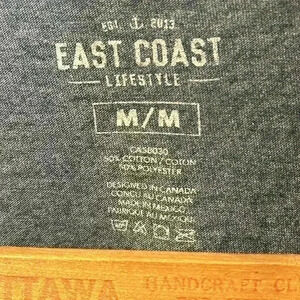 EST. 2013
EAST COAST
LIFESTYLE
M/M
CA58030
50% COTTON / COTON
50% POLYESTER
DESIGNED IN CANADA
CONÇU AU CANADA
MADE IN MEXICO
FABRIQUÉ AU MEXIQUE
HANDCRAFT